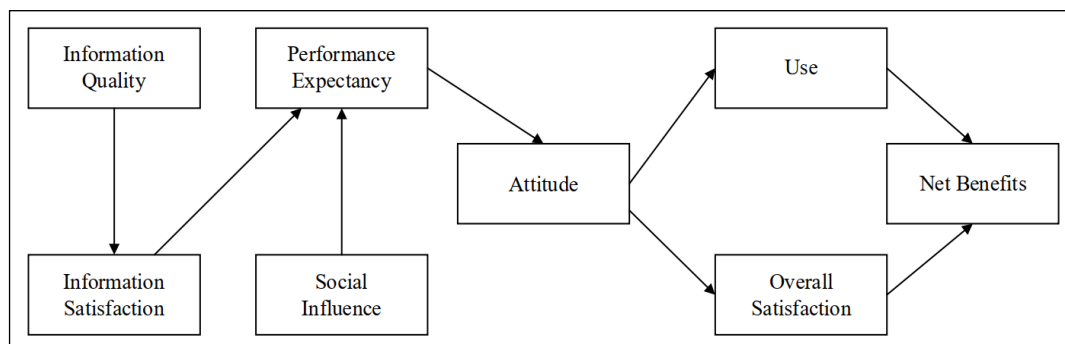 Information
Quality
Performance
Expectancy
Use
Attitude
Net Benefits
Information
Satisfaction
Social
Influence
Overall
Satisfaction